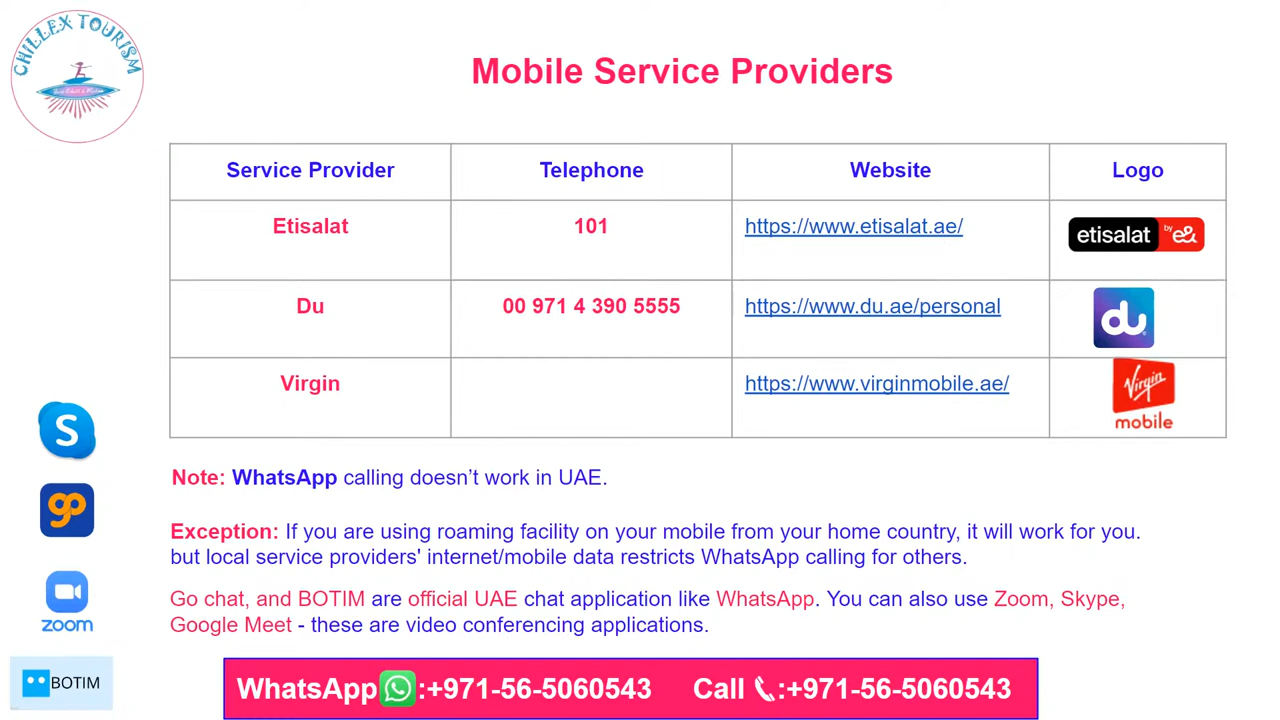 CHILLEX TOURISM
Mobile Service Providers
Service Provider Telephone Website Logo
Etisalat 101 https://www.etisalat.ae/ etisalat by e&
Du 00 971 4 390 5555 https://www.du.ae/personal du
Virgin https://www.virginmobile.ae/ Virgin mobile
S
go
zoom
BOTIM
Note: WhatsApp calling doesn’t work in UAE.
Exception: If you are using roaming facility on your mobile from your home country, it will work for you.
but local service providers' internet/mobile data restricts WhatsApp calling for others.
Go chat, and BOTIM are official UAE chat application like WhatsApp. You can also use Zoom, Skype,
Google Meet - these are video conferencing applications.
WhatsApp :+971-56-5060543 Call :+971-56-5060543